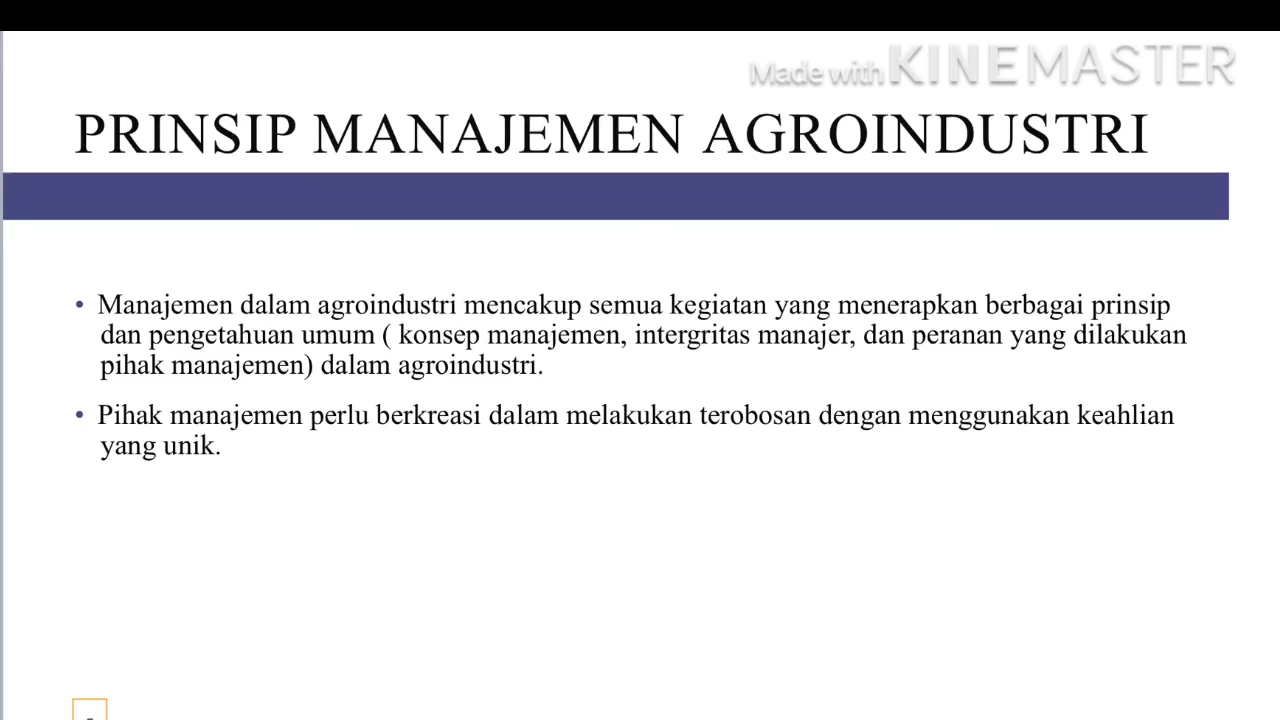 Made with KINEMASTER
PRINSIP MANAJEMEN AGROINDUSTRI
• Manajemen dalam agroindustri mencakup semua kegiatan yang menerapkan berbagai prinsip
dan pengetahuan umum ( konsep manajemen, intergritas manajer, dan peranan yang dilakukan
pihak manajemen) dalam agroindustri.
• Pihak manajemen perlu berkreasi dalam melakukan terobosan dengan menggunakan keahlian
yang unik.